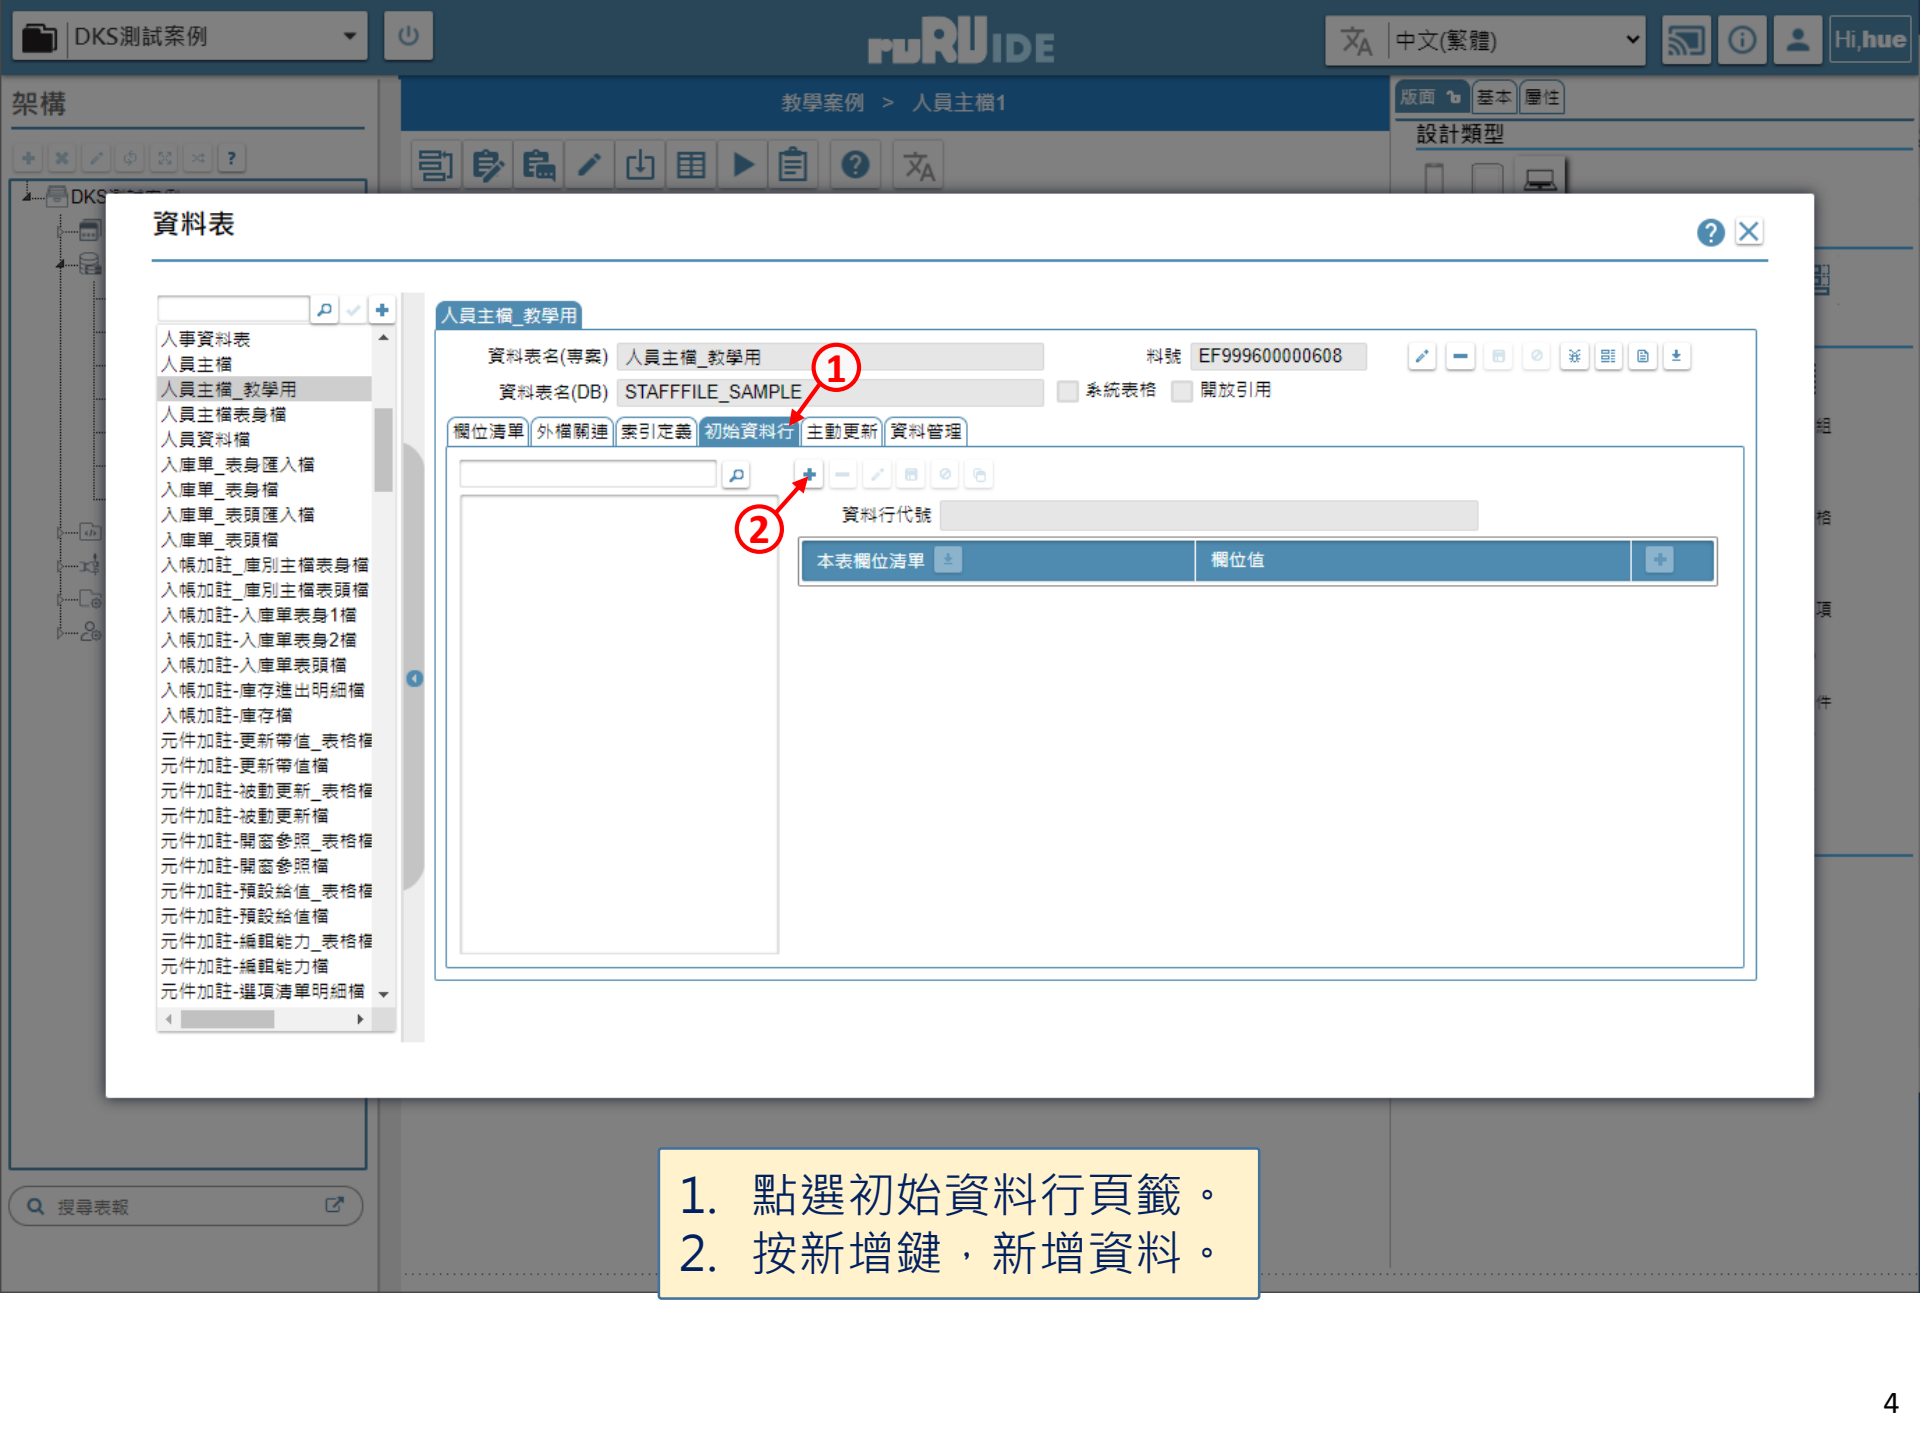 DKS測試案例
ruRU IDE
中文(繁體)
Hi,hue
架構
教學案例 > 人員主檔1
版面
基本
屬性
設計類型
DKS
資料表
人事資料表
人員主檔
人員主檔_教學用
人員主檔表身檔
人員資料檔
入庫單_表身匯入檔
入庫單_表身檔
入庫單_表頭匯入檔
入庫單_表頭檔
入帳加註_庫別主檔表身檔
入帳加註_庫別主檔表頭檔
入帳加註-入庫單表身1檔
入帳加註-入庫單表身2檔
入帳加註-入庫單表頭檔
入帳加註-庫存進出明細檔
入帳加註-庫存檔
元件加註-更新帶值_表格檔
元件加註-更新帶值檔
元件加註-被動更新_表格檔
元件加註-被動更新檔
元件加註-開窗參照_表格檔
元件加註-開窗參照檔
元件加註-預設給值_表格檔
元件加註-預設給值檔
元件加註-編輯能力_表格檔
元件加註-編輯能力檔
元件加註-選項清單明細檔
人員主檔_教學用
資料表名(專案) 人員主檔_教學用
料號 EF999600000608
資料表名(DB) STAFFFILE_SAMPLE
系統表格 開放引用
1
欄位清單 外檔關連 索引定義 初始資料行 主動更新 資料管理
2
資料行代號
本表欄位清單 欄位值
組
格
項
件
搜尋表報
1. 點選初始資料行頁籤。
2. 按新增鍵，新增資料。
4